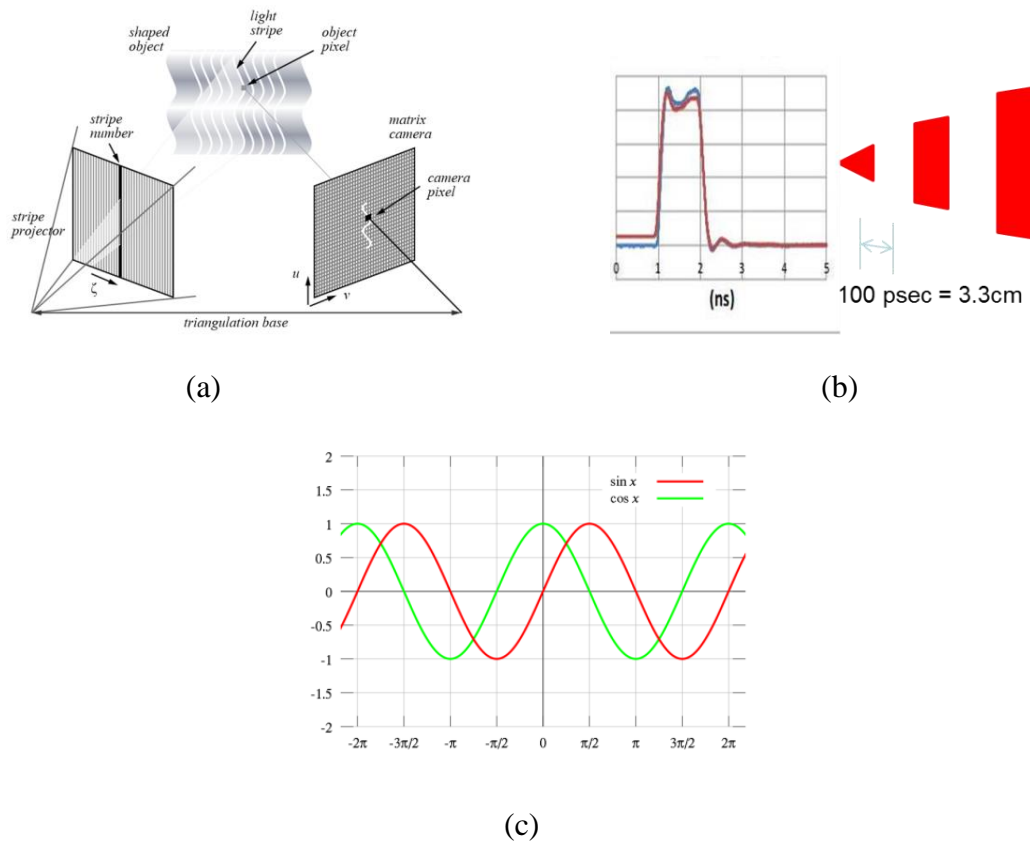 (a)
shaped
object
light
stripe
object
pixel
stripe
number
matrix
camera
camera
pixel
stripe
projector
ζ
u
v
triangulation base
(b)
0 1 2 3 4 5
(ns)
100 psec = 3.3cm
(a)
(b)
sin x
cos x
2
1.5
1
0.5
0
-0.5
-1
-1.5
-2
-2π -3π/2 -π -π/2 0 π/2 π 3π/2 2π
(c)